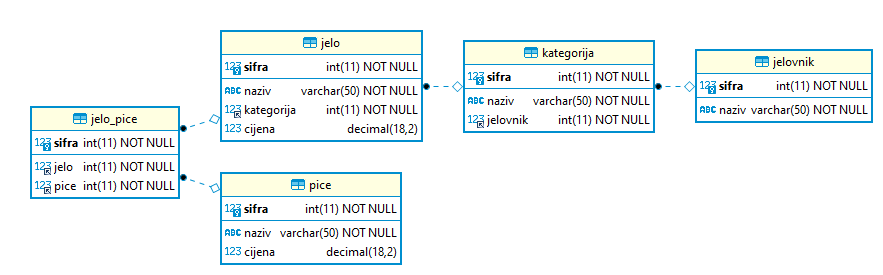 jelo
123 sifra int(11) NOT NULL
ABC naziv varchar(50) NOT NULL
123 kategorija int(11) NOT NULL
123 cijena decimal(18,2)
kategorija
123 sifra int(11) NOT NULL
ABC naziv varchar(50) NOT NULL
123 jelovnik int(11) NOT NULL
jelovnik
123 sifra int(11) NOT NULL
ABC naziv varchar(50) NOT NULL
jelo_pice
123 sifra int(11) NOT NULL
123 jelo int(11) NOT NULL
123 pice int(11) NOT NULL
pice
123 sifra int(11) NOT NULL
ABC naziv varchar(50) NOT NULL
123 cijena decimal(18,2)